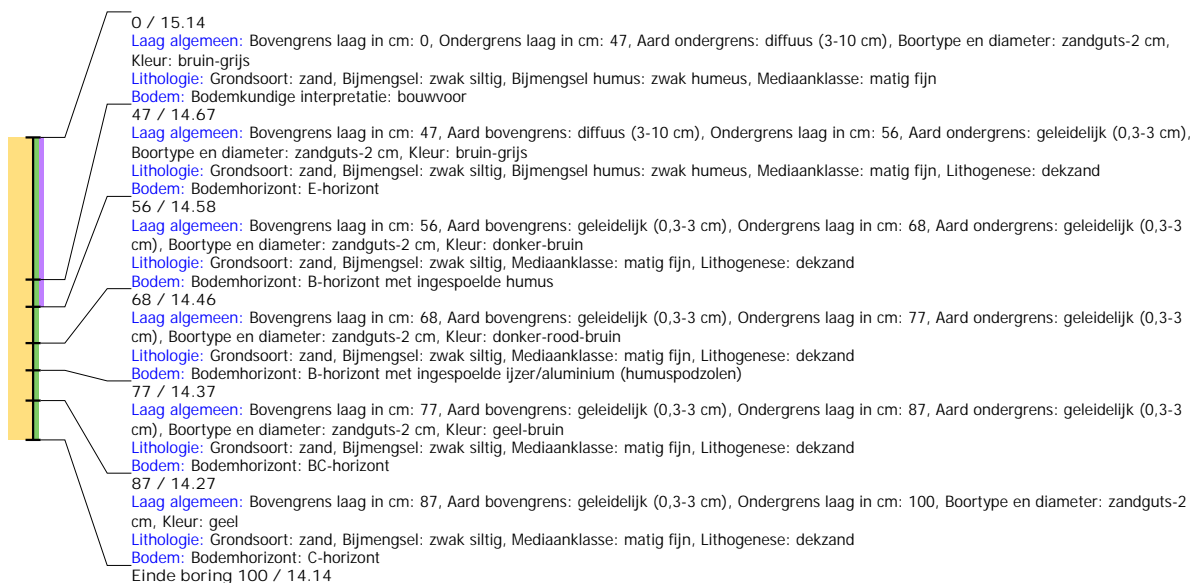 0 / 15.14
Laag algemeen: Bovengrens laag in cm: 0, Ondergrens laag in cm: 47, Aard ondergrens: diffuus (3-10 cm), Boortype en diameter: zandguts-2 cm,
Kleur: bruin-grijs
Lithologie: Grondsoort: zand, Bijmengsel: zwak siltig, Bijmengsel humus: zwak humeus, Mediaanklasse: matig fijn
Bodem: Bodemkundige interpretatie: bouwvoor
47 / 14.67
Laag algemeen: Bovengrens laag in cm: 47, Aard bovengrens: diffuus (3-10 cm), Ondergrens laag in cm: 56, Aard ondergrens: geleidelijk (0,3-3 cm),
Boortype en diameter: zandguts-2 cm, Kleur: bruin-grijs
Lithologie: Grondsoort: zand, Bijmengsel: zwak siltig, Bijmengsel humus: zwak humeus, Mediaanklasse: matig fijn, Lithogenese: dekzand
Bodem: Bodemhorizont: E-horizont
56 / 14.58
Laag algemeen: Bovengrens laag in cm: 56, Aard bovengrens: geleidelijk (0,3-3 cm), Ondergrens laag in cm: 68, Aard ondergrens: geleidelijk (0,3-3
cm), Boortype en diameter: zandguts-2 cm, Kleur: donker-bruin
Lithologie: Grondsoort: zand, Bijmengsel: zwak siltig, Mediaanklasse: matig fijn, Lithogenese: dekzand
Bodem: Bodemhorizont: B-horizont met ingespoelde humus
68 / 14.46
Laag algemeen: Bovengrens laag in cm: 68, Aard bovengrens: geleidelijk (0,3-3 cm), Ondergrens laag in cm: 77, Aard ondergrens: geleidelijk (0,3-3
cm), Boortype en diameter: zandguts-2 cm, Kleur: donker-rood-bruin
Lithologie: Grondsoort: zand, Bijmengsel: zwak siltig, Mediaanklasse: matig fijn, Lithogenese: dekzand
Bodem: Bodemhorizont: B-horizont met ingespoelde ijzer/aluminium (humuspodzolen)
77 / 14.37
Laag algemeen: Bovengrens laag in cm: 77, Aard bovengrens: geleidelijk (0,3-3 cm), Ondergrens laag in cm: 87, Aard ondergrens: geleidelijk (0,3-3
cm), Boortype en diameter: zandguts-2 cm, Kleur: geel-bruin
Lithologie: Grondsoort: zand, Bijmengsel: zwak siltig, Mediaanklasse: matig fijn, Lithogenese: dekzand
Bodem: Bodemhorizont: BC-horizont
87 / 14.27
Laag algemeen: Bovengrens laag in cm: 87, Aard bovengrens: geleidelijk (0,3-3 cm), Ondergrens laag in cm: 100, Boortype en diameter: zandguts-2
cm, Kleur: geel
Lithologie: Grondsoort: zand, Bijmengsel: zwak siltig, Mediaanklasse: matig fijn, Lithogenese: dekzand
Bodem: Bodemhorizont: C-horizont
Einde boring 100 / 14.14